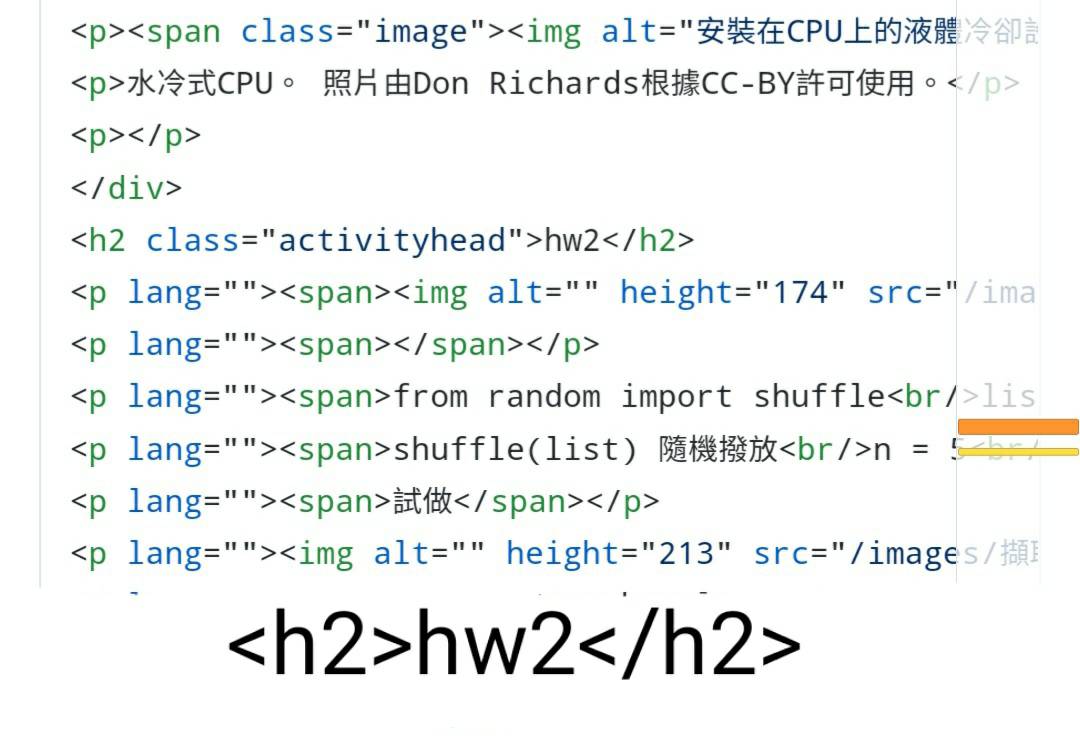 <p><span class="image"><img alt="安裝在CPU上的液體冷卻
<p>水冷式CPU。 照片由Don Richards根據CC-BY許可使用。</p>
<p></p>
</div>
<h2 class="activityhead">hw2</h2>
<p lang=""><span><img alt="" height="174" src="/ima
<p lang=""><span></span></p>
<p lang=""><span>from random import shuffle<br/>lis
<p lang=""><span>shuffle(list) 隨機撥放<br/>n = 5<br/
<p lang=""><span>試做</span></p>
<p lang=""><img alt="" height="213" src="/images/擷
<h2>hw2</h2>